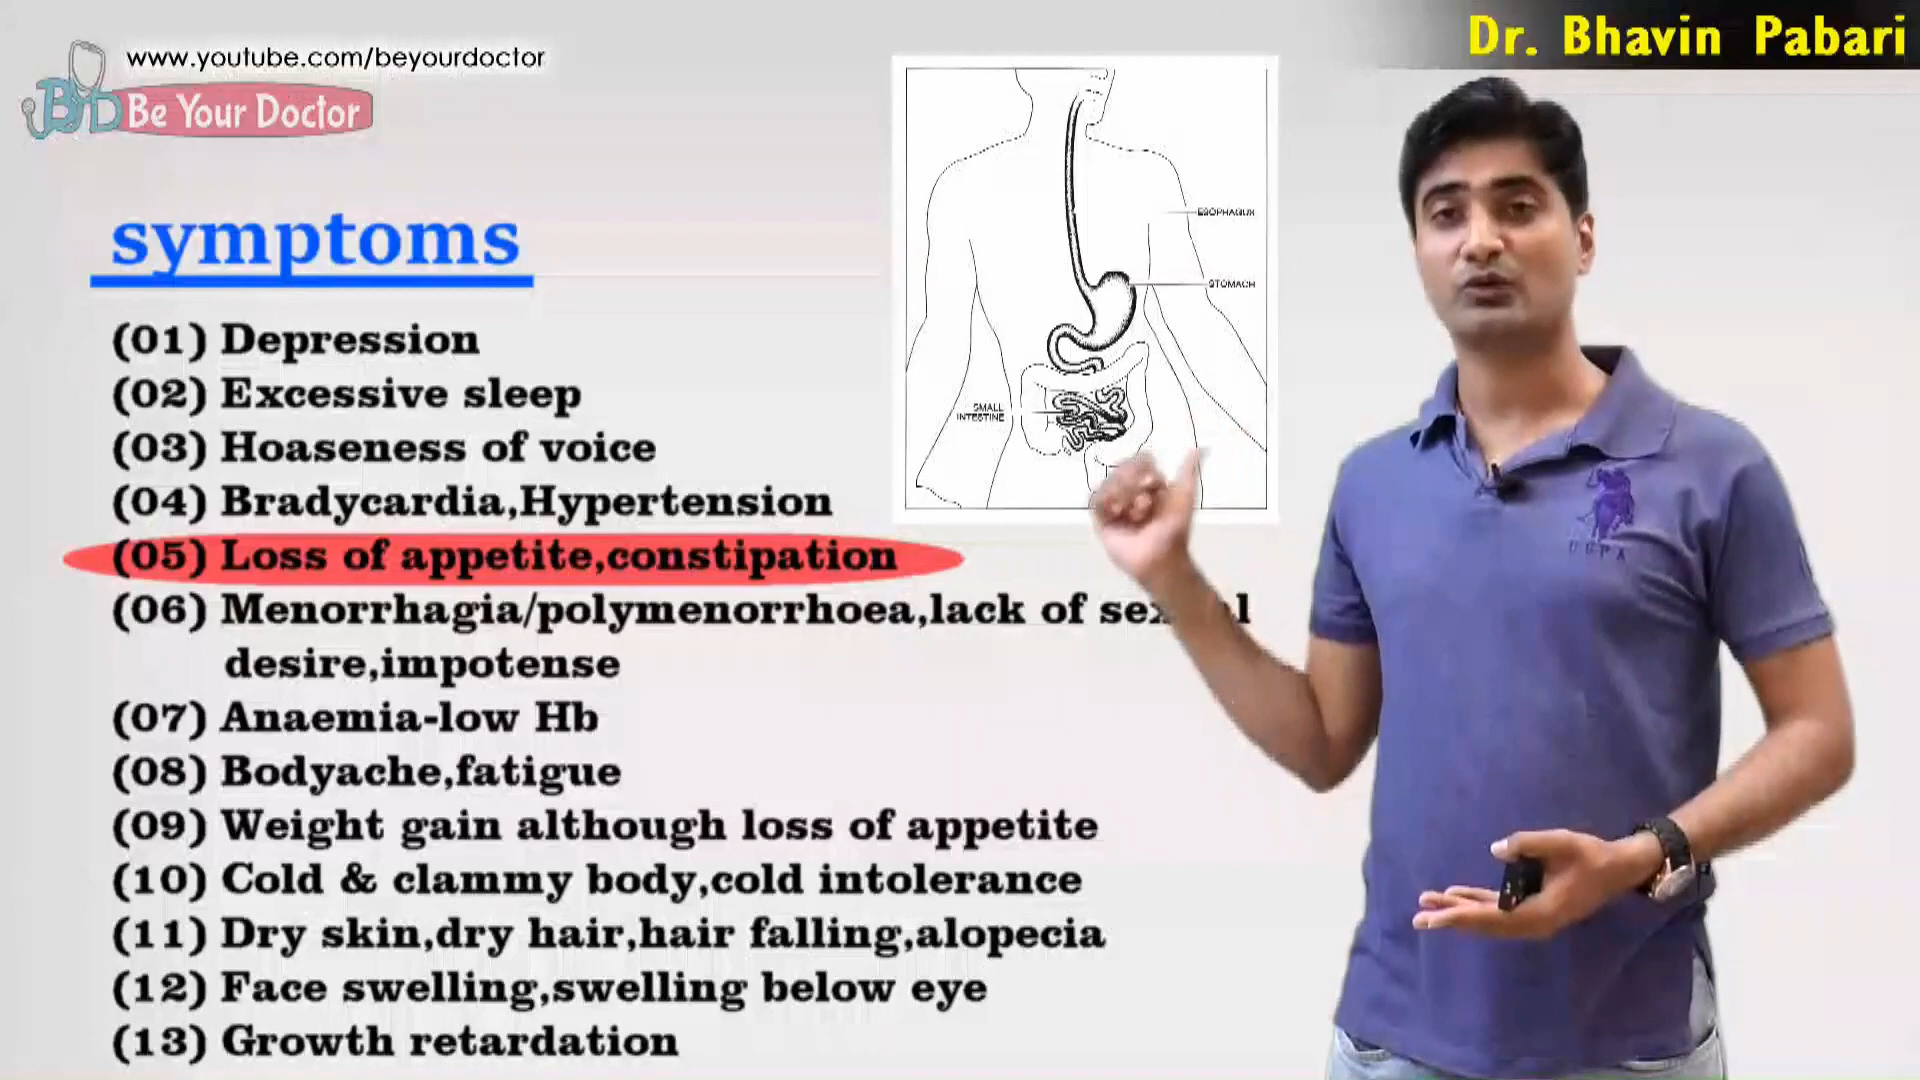 Dr. Bhavin Pabari
www.youtube.com/beyourdoctor
BYD Be Your Doctor
symptoms
ESOPHAGUX
STOMACH
SMALL
INTESTINE
(01) Depression
(02) Excessive sleep
(03) Hoaseness of voice
(04) Bradycardia,Hypertension
(05) Loss of appetite,constipation
(06) Menorrhagia/polymenorrhoea,lack of
desire,impotense
(07) Anaemia-low Hb
(08) Bodyache,fatigue
(09) Weight gain although loss of appetite
(10) Cold & clammy body,cold intolerance
(11) Dry skin,dry hair,hair falling,alopecia
(12) Face swelling,swelling below eye
(13) Growth retardation
USPA